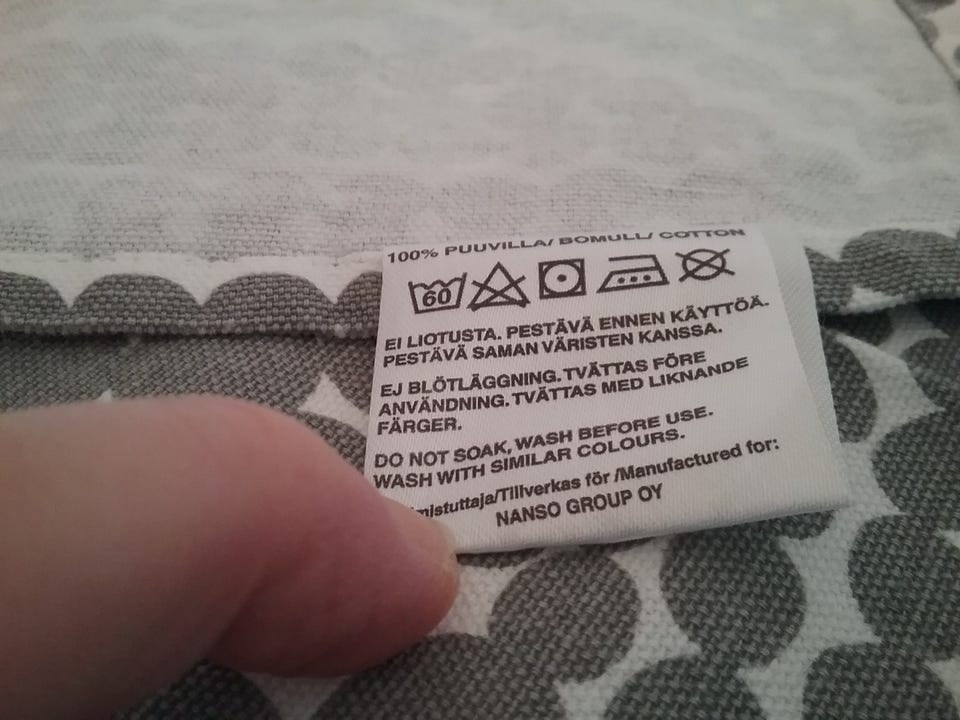 100% PUUVILLA/ BOMULL/ COTTON
60
EI LIOTUSTA. PESTÄVÄ ENNEN KÄYTTÖÄ.
PESTÄVÄ SAMAN VÄRISTEN KANSSA.
EJ BLÖTLÄGGNING. TVÄTTAS FÖRE
ANVÄNDNING. TVÄTTAS MED LIKNANDE
FÄRGER.
DO NOT SOAK, WASH BEFORE USE.
WASH WITH SIMILAR COLOURS.
mistuttaja/Tillverkas för /Manufactured for:
NANSO GROUP OY